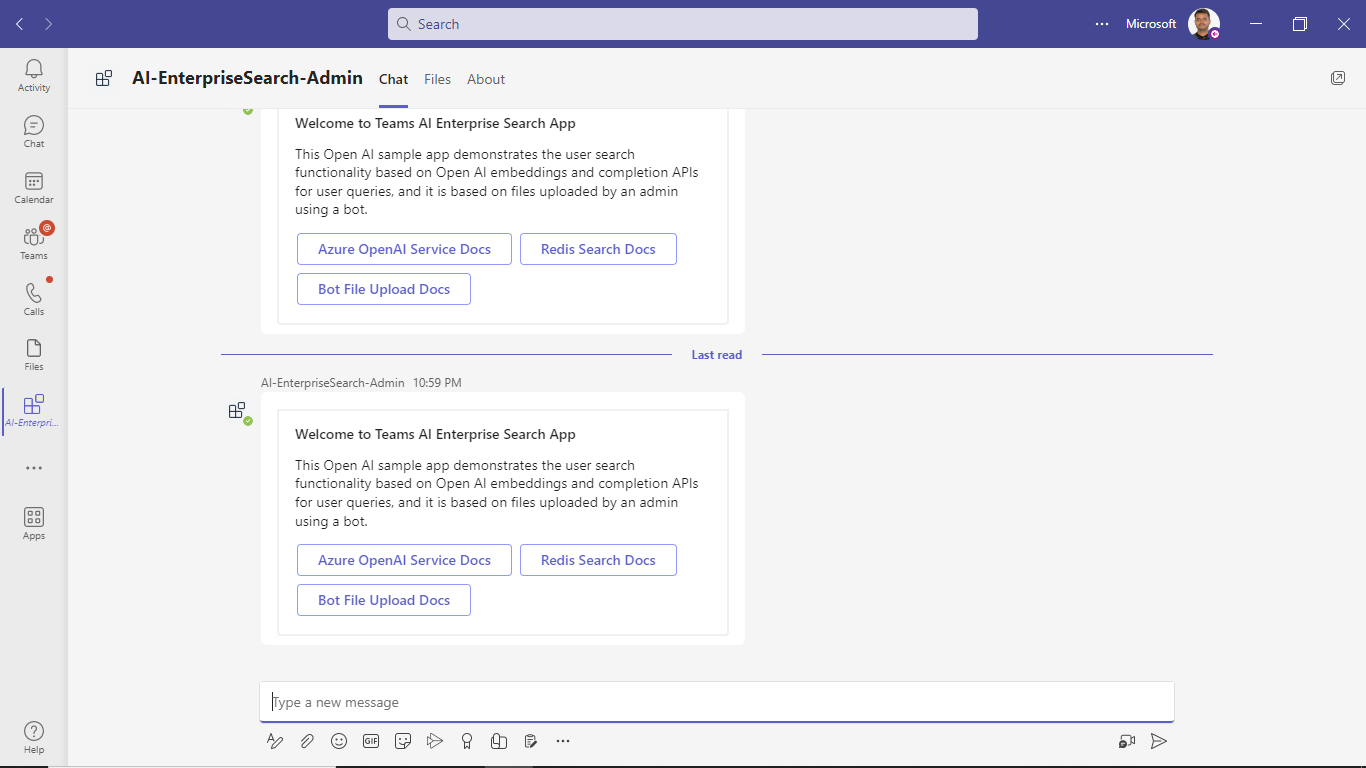 Search
Microsoft
Activity
Chat
Calendar
Teams
@
Calls
Files
AI-Enterpri...
Apps
Help
AI-EnterpriseSearch-Admin
Chat
Files
About
Welcome to Teams AI Enterprise Search App
This Open AI sample app demonstrates the user search
functionality based on Open AI embeddings and completion APIs
for user queries, and it is based on files uploaded by an admin
using a bot.
Azure OpenAI Service Docs
Redis Search Docs
Bot File Upload Docs
Last read
AI-EnterpriseSearch-Admin 10:59 PM
Welcome to Teams AI Enterprise Search App
This Open AI sample app demonstrates the user search
functionality based on Open AI embeddings and completion APIs
for user queries, and it is based on files uploaded by an admin
using a bot.
Azure OpenAI Service Docs
Redis Search Docs
Bot File Upload Docs
Type a new message
GIF